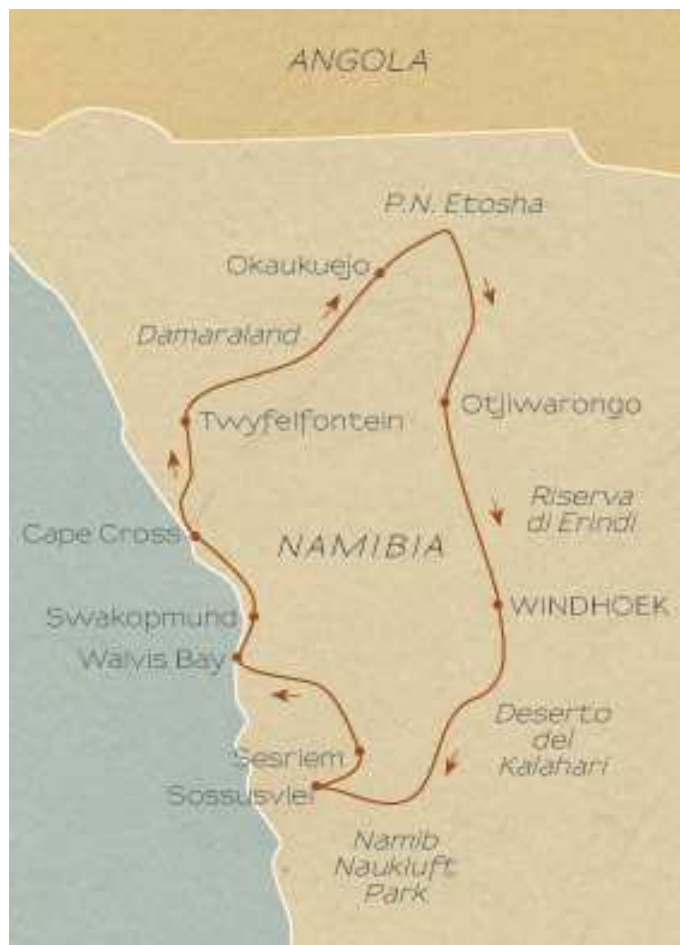 ANGOLA
P.N. Etosha
Okaukuejo
Damaraland
Otjiwarongo
Twyfelfontein
Riserva
di Erindi
Cape Cross
NAMIBIA
WINDHOEK
Swakopmund
Walvis Bay
Deserto
del
Kalahari
Sesriem
Sossusvlei
Namib
Naukluft
Park